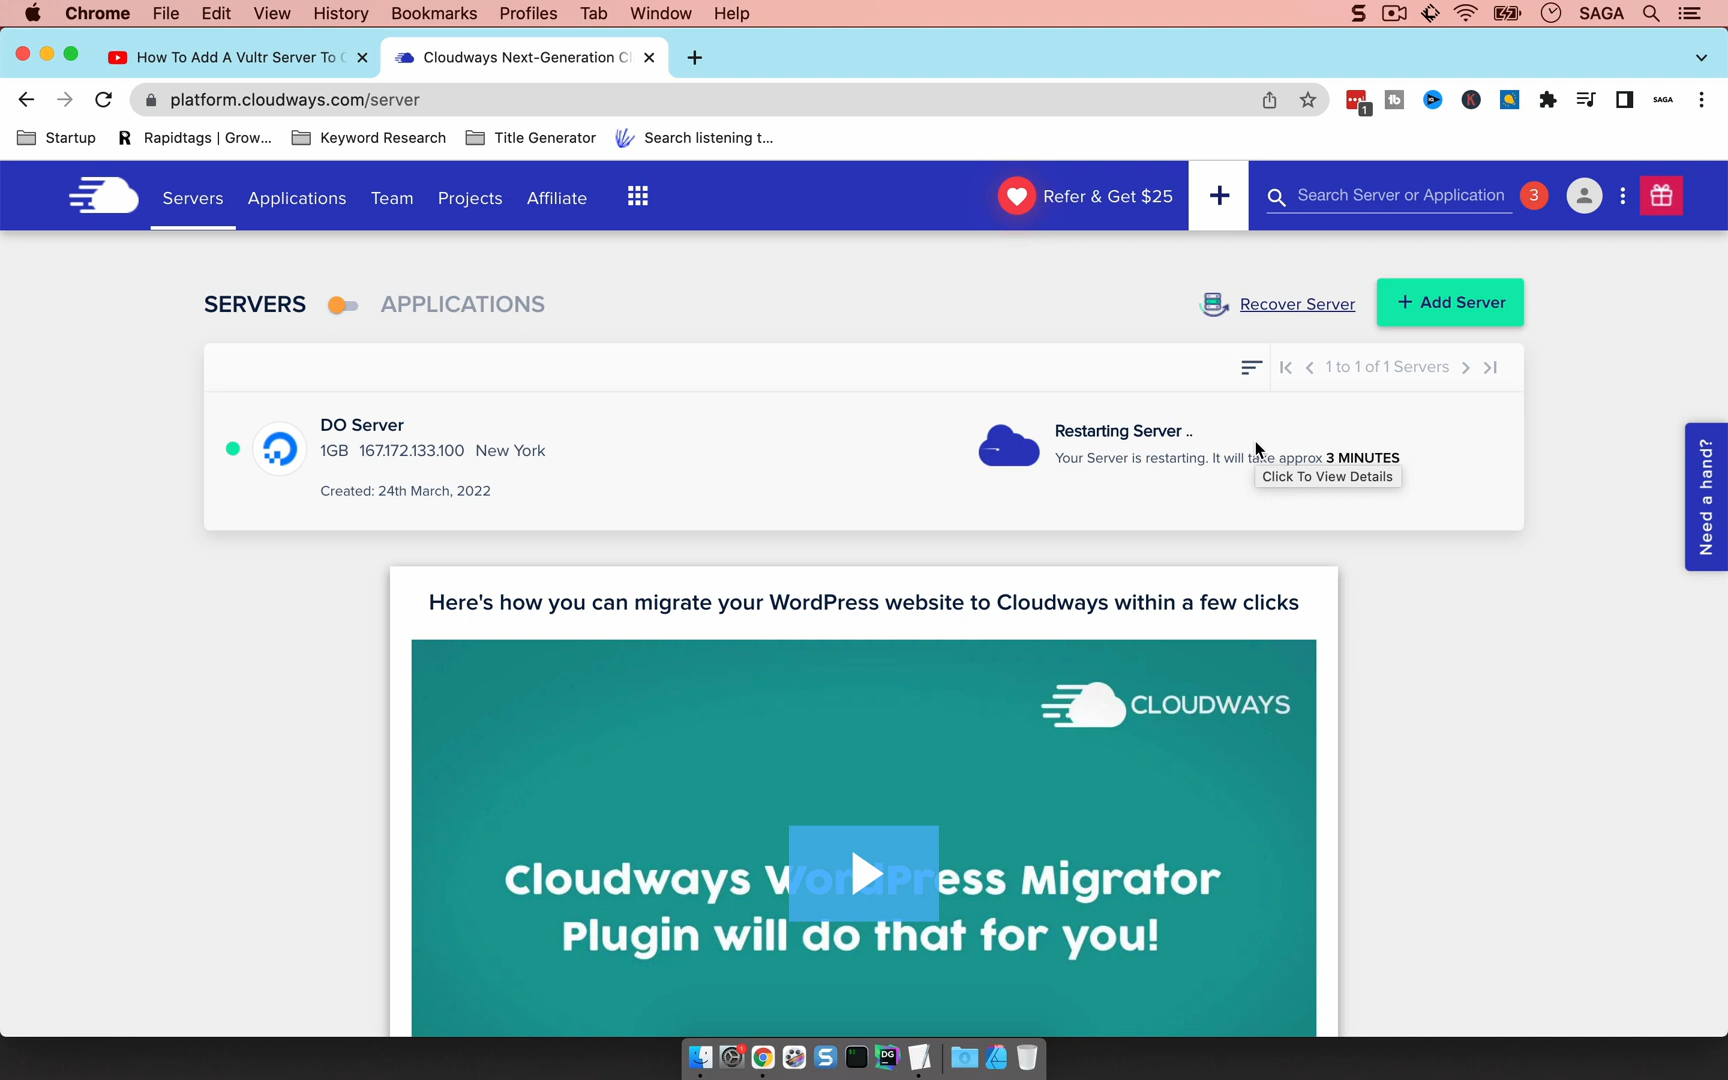 Chrome File Edit View History Bookmarks Profiles Tab Window Help SAGA
How To Add A Vultr Server To C
Cloudways Next-Generation Cl
platform.cloudways.com/server
1
SAGA
Startup
R Rapidtags | Grow...
Keyword Research
Title Generator
Search listening t...
Servers Applications Team Projects Affiliate
Refer & Get $25
+
Search Server or Application
3
SERVERS
APPLICATIONS
Recover Server
+ Add Server
1 to 1 of 1 Servers
DO Server
1GB 167.172.133.100 New York
Created: 24th March, 2022
Restarting Server ..
Your Server is restarting. It will take approx 3 MINUTES
Click To View Details
Need a hand?
Here's how you can migrate your WordPress website to Cloudways within a few clicks
CLOUDWAYS
Cloudways WordPress Migrator
Plugin will do that for you!
DG